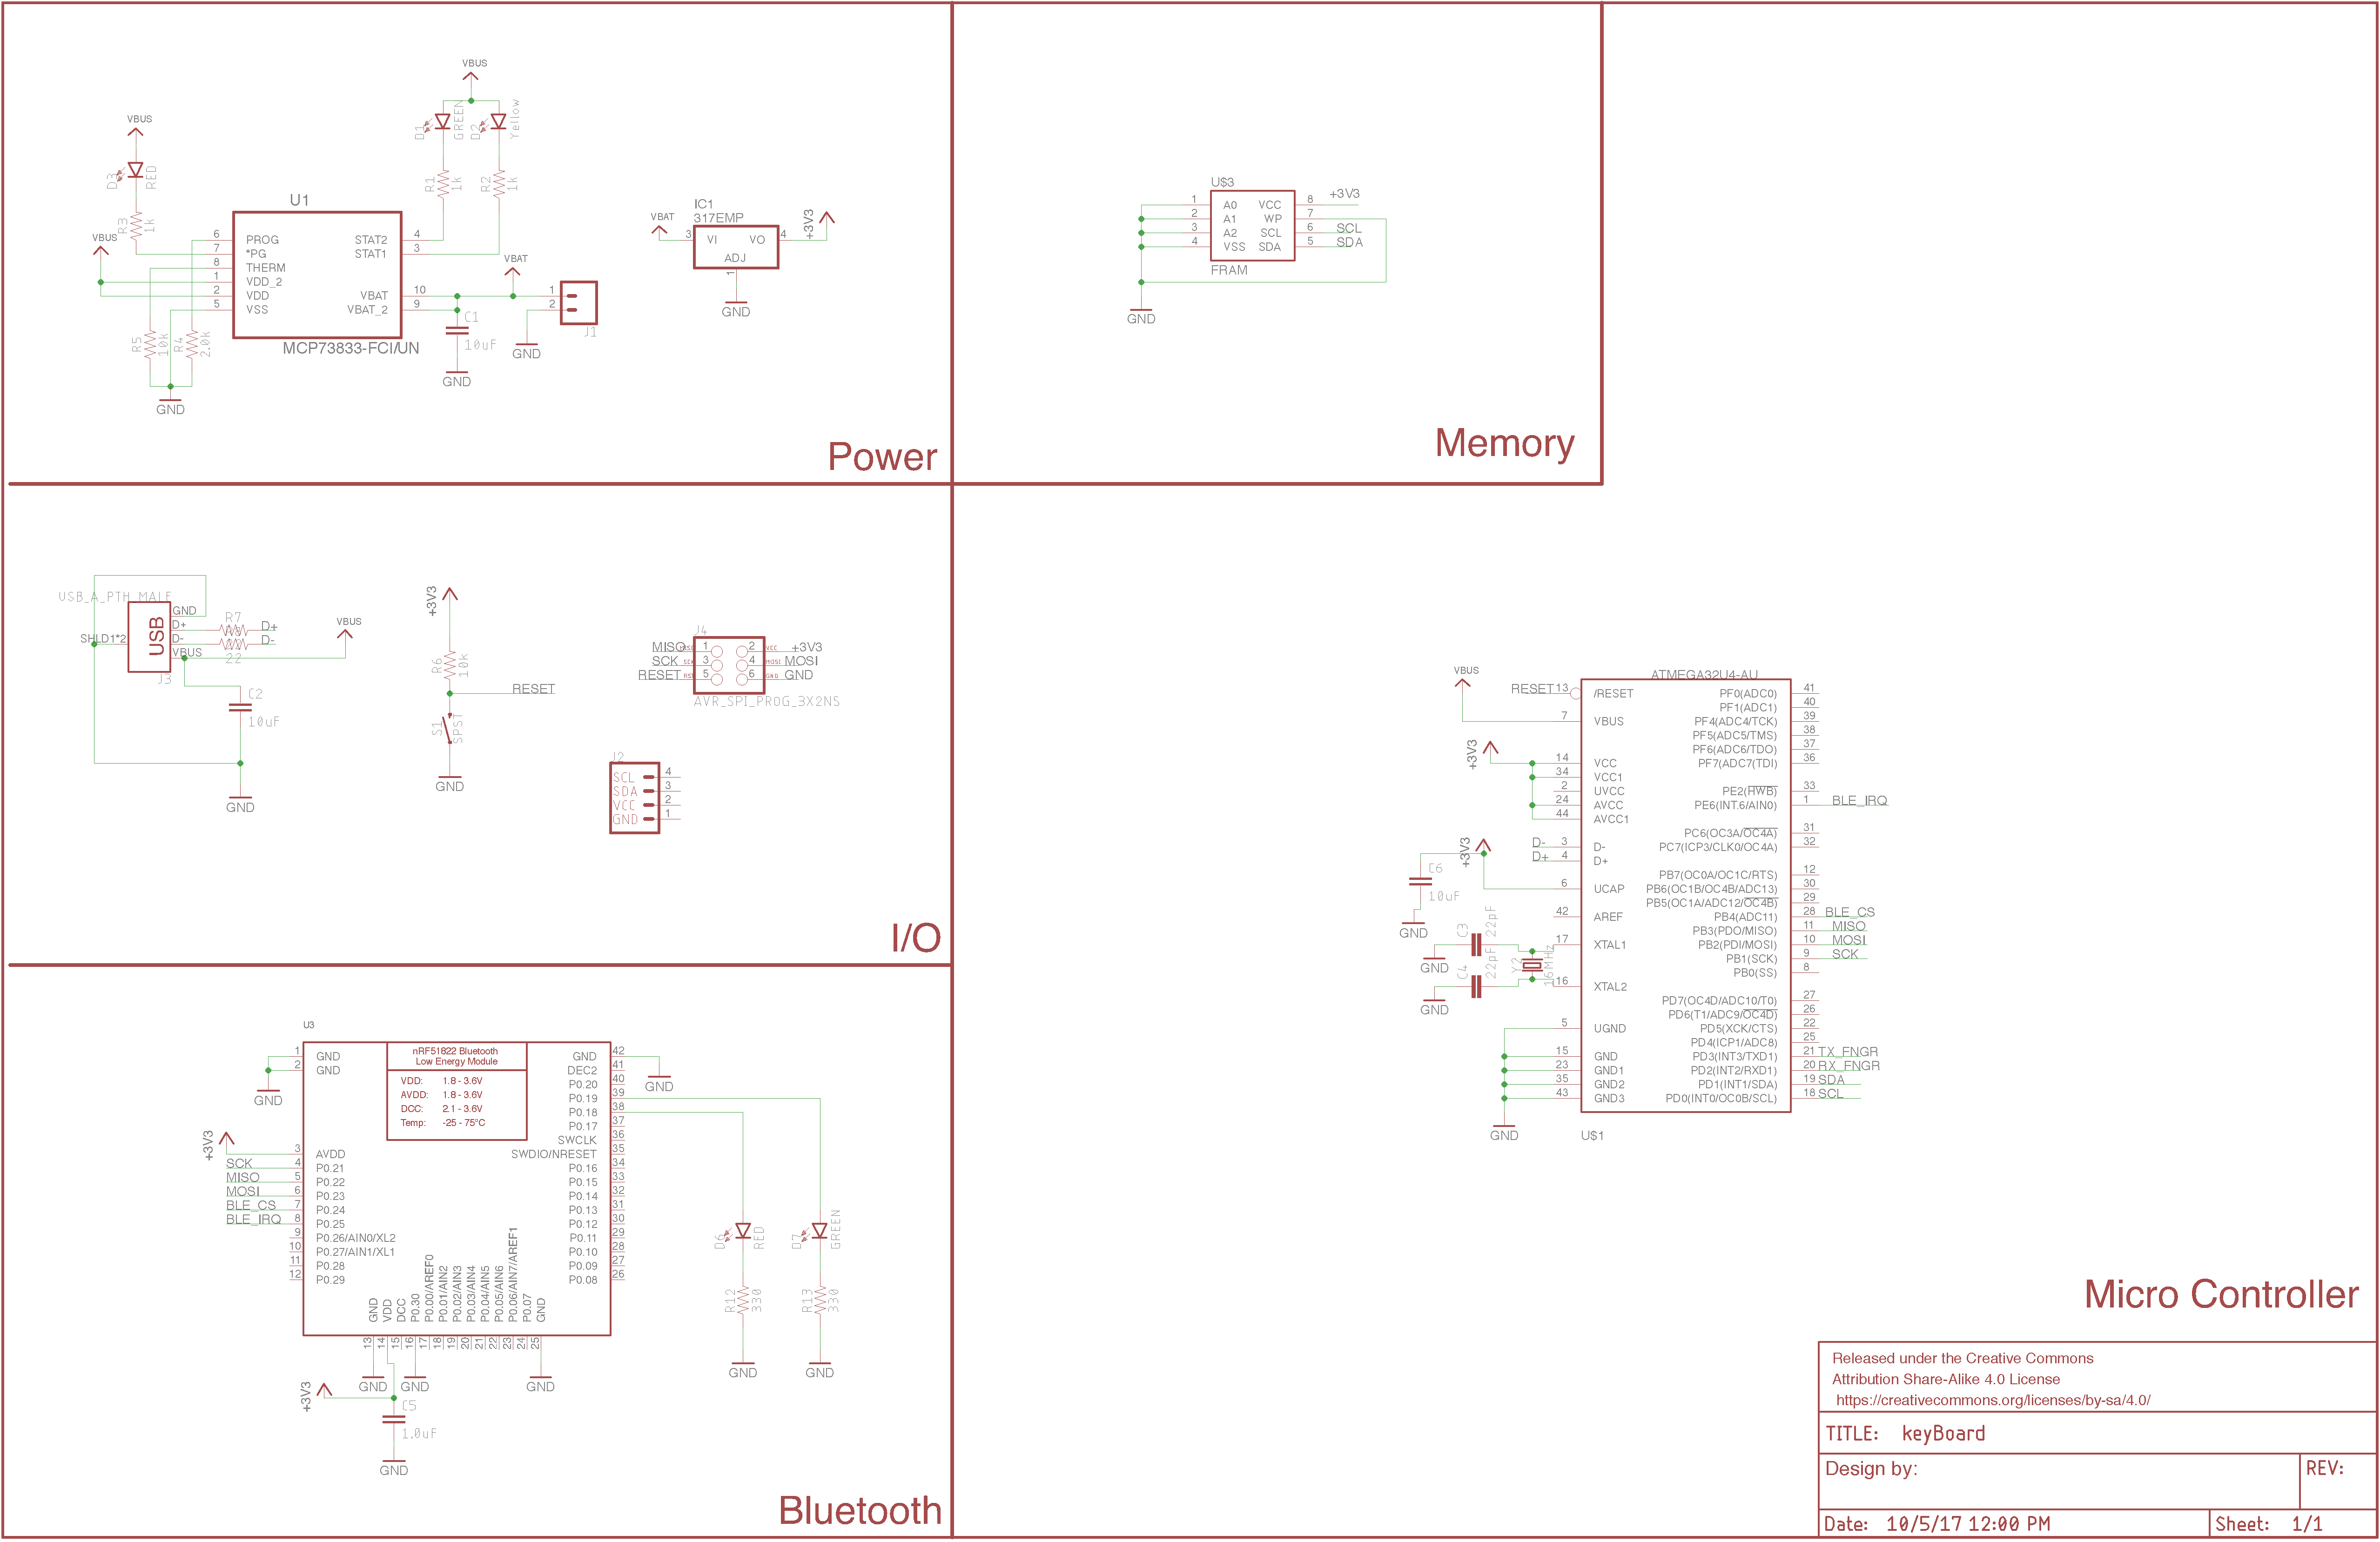 VBUS
D3
RED
R3
1k
VBUS
U1
6 PROG
7 *PG
8 THERM
1 VDD_2
2 VDD
5 VSS
STAT2 4
STAT1 3
VBAT 10
VBAT_2 9
MCP73833-FCI/UN
R5
10k
R4
2.0k
GND
VBUS
D1
GREEN
D2
Yellow
R1
1k
R2
1k
VBAT
C1
10uF
GND
1
2
J1
GND
VBAT
IC1
317EMP
3 VI
VO 4
ADJ
1
+3V3
GND
Power
U$3
1 A0
2 A1
3 A2
4 VSS
VCC 8 +3V3
WP 7
SCL 6 SCL
SDA 5 SDA
FRAM
GND
Memory
USB_A_PTH_MALE
USB
GND
D+
D-
VBUS
SHLD1*2
J3
R7
22
D+
D-
VBUS
C2
10uF
GND
+3V3
R6
10k
RESET
S1
SPST
GND
J4
MISO 1 2 VCC +3V3
SCK SCK 3 4 MOSI MOSI
RESET RST 5 6 GND GND
AVR_SPI_PROG_3X2NS
J2
SCL 4
SDA 3
VCC 2
GND 1
I/O
U3
nRF51822 Bluetooth
Low Energy Module
VDD: 1.8 - 3.6V
AVDD: 1.8 - 3.6V
DCC: 2.1 - 3.6V
Temp: -25 - 75°C
1 GND
2 GND
GND
+3V3
3 AVDD
SCK 4 P0.21
MISO 5 P0.22
MOSI 6 P0.23
BLE_CS 7 P0.24
BLE_IRQ 8 P0.25
9 P0.26/AIN0/XL2
10 P0.27/AIN1/XL1
11 P0.28
12 P0.29
GND 42
DEC2 41
P0.20 40
P0.19 39
P0.18 38
P0.17 37
SWCLK 36
SWDIO/NRESET 35
P0.16 34
P0.15 33
P0.14 32
P0.13 31
P0.12 30
P0.11 29
P0.10 28
P0.09 27
P0.08 26
GND
13 GND
14 VDD
15 DCC
16 P0.30
17 P0.00/AREF0
18 P0.01/AIN2
19 P0.02/AIN3
20 P0.03/AIN4
21 P0.04/AIN5
22 P0.05/AIN6
23 P0.06/AIN7/AREF1
24 P0.07
25 GND
GND
GND
GND
+3V3
C5
1.0uF
GND
D6
RED
R12
330
GND
D7
GREEN
R13
330
GND
Bluetooth
ATMEGA32U4-AU
VBUS
RESET 13 /RESET
7 VBUS
+3V3
14 VCC
34 VCC1
2 UVCC
24 AVCC
44 AVCC1
D- 3 D-
D+ 4 D+
+3V3
6 UCAP
C6
10uF
GND
42 AREF
17 XTAL1
16 XTAL2
C3
22pF
GND
C4
22pF
GND
Y2
16MHz
5 UGND
15 GND
23 GND1
35 GND2
43 GND3
GND
PF0(ADC0) 41
PF1(ADC1) 40
PF4(ADC4/TCK) 39
PF5(ADC5/TMS) 38
PF6(ADC6/TDO) 37
PF7(ADC7(TDI) 36
PE2(HWB) 33
PE6(INT.6/AIN0) 1 BLE_IRQ
PC6(OC3A/OC4A) 31
PC7(ICP3/CLK0/OC4A) 32
PB7(OC0A/OC1C/RTS) 12
PB6(OC1B/OC4B/ADC13) 30
PB5(OC1A/ADC12/OC4B) 29
PB4(ADC11) 28 BLE_CS
PB3(PDO/MISO) 11 MISO
PB2(PDI/MOSI) 10 MOSI
PB1(SCK) 9 SCK
PB0(SS) 8
PD7(OC4D/ADC10/T0) 27
PD6(T1/ADC9/OC4D) 26
PD5(XCK/CTS) 22
PD4(ICP1/ADC8) 25
PD3(INT3/TXD1) 21 TX_FNGR
PD2(INT2/RXD1) 20 RX_FNGR
PD1(INT1/SDA) 19 SDA
PD0(INT0/OC0B/SCL) 18 SCL
U$1
Micro Controller
Released under the Creative Commons
Attribution Share-Alike 4.0 License
https://creativecommons.org/licenses/by-sa/4.0/
TITLE: keyBoard
Design by:
REV:
Date: 10/5/17 12:00 PM
Sheet: 1/1